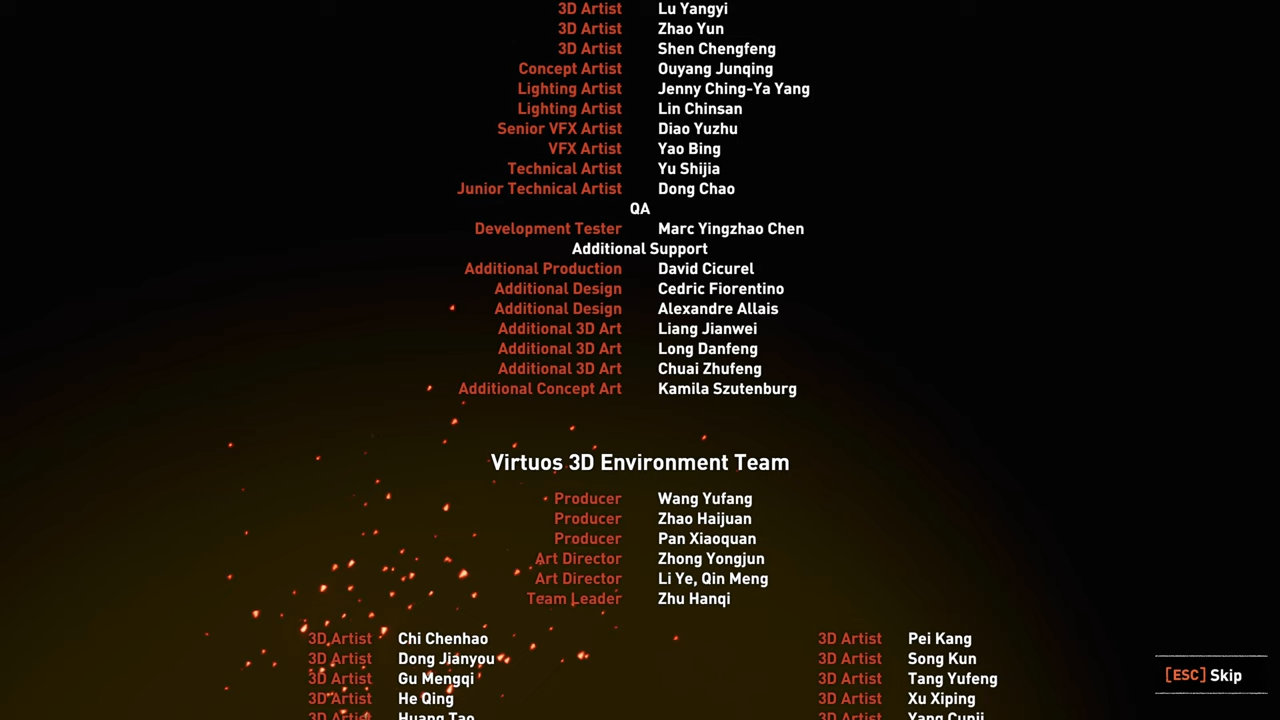 3D Artist Lu Yangyi
3D Artist Zhao Yun
3D Artist Shen Chengfeng
Concept Artist Ouyang Junqing
Lighting Artist Jenny Ching-Ya Yang
Lighting Artist Lin Chinsan
Senior VFX Artist Diao Yuzhu
VFX Artist Yao Bing
Technical Artist Yu Shijia
Junior Technical Artist Dong Chao
QA
Development Tester Marc Yingzhao Chen
Additional Support
Additional Production David Cicurel
Additional Design Cedric Fiorentino
Additional Design Alexandre Allais
Additional 3D Art Liang Jianwei
Additional 3D Art Long Danfeng
Additional 3D Art Chuai Zhufeng
Additional Concept Art Kamila Szutenburg
Virtuos 3D Environment Team
Producer Wang Yufang
Producer Zhao Haijuan
Producer Pan Xiaoquan
Art Director Zhong Yongjun
Art Director Li Ye, Qin Meng
Team Leader Zhu Hanqi
3D Artist Chi Chenhao 3D Artist Pei Kang
3D Artist Dong Jianyou 3D Artist Song Kun
3D Artist Gu Mengqi 3D Artist Tang Yufeng
3D Artist He Qing 3D Artist Xu Xiping
3D Artist Huang Tao 3D Artist Yang
[ESC] Skip